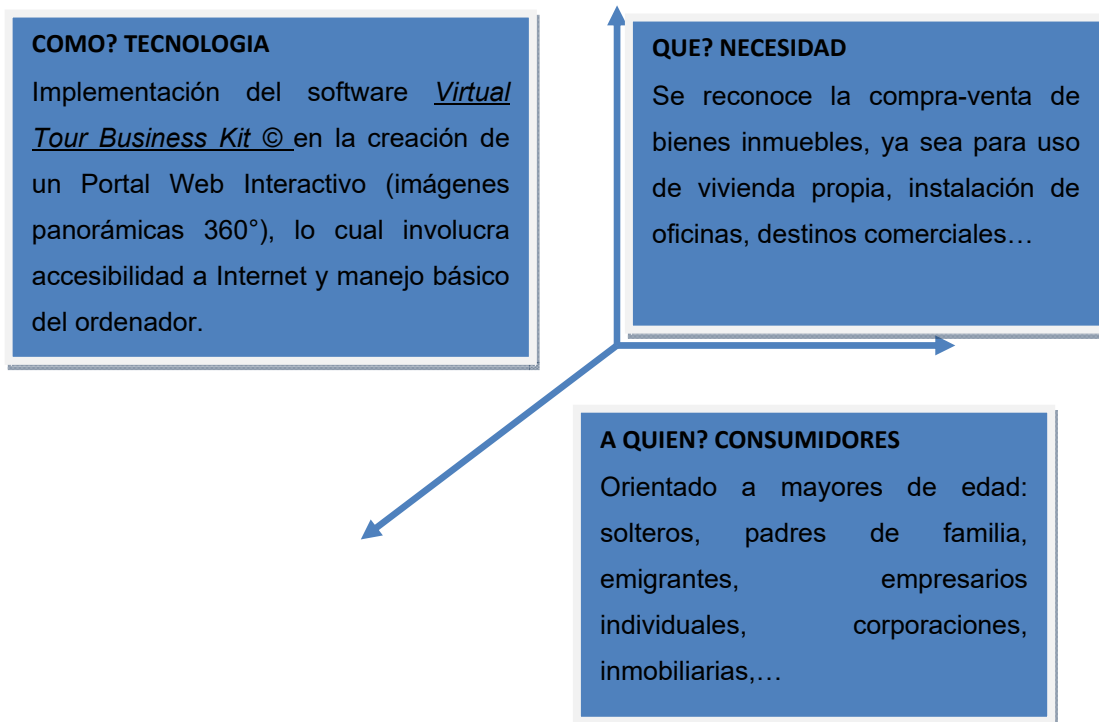 COMO? TECNOLOGIA
Implementación del software Virtual
Tour Business Kit © en la creación de
un Portal Web Interactivo (imágenes
panorámicas 360°), lo cual involucra
accesibilidad a Internet y manejo básico
del ordenador.
QUE? NECESIDAD
Se reconoce la compra-venta de
bienes inmuebles, ya sea para uso
de vivienda propia, instalación de
oficinas, destinos comerciales…
A QUIEN? CONSUMIDORES
Orientado a mayores de edad:
solteros, padres de familia,
emigrantes, empresarios
individuales, corporaciones,
inmobiliarias,…